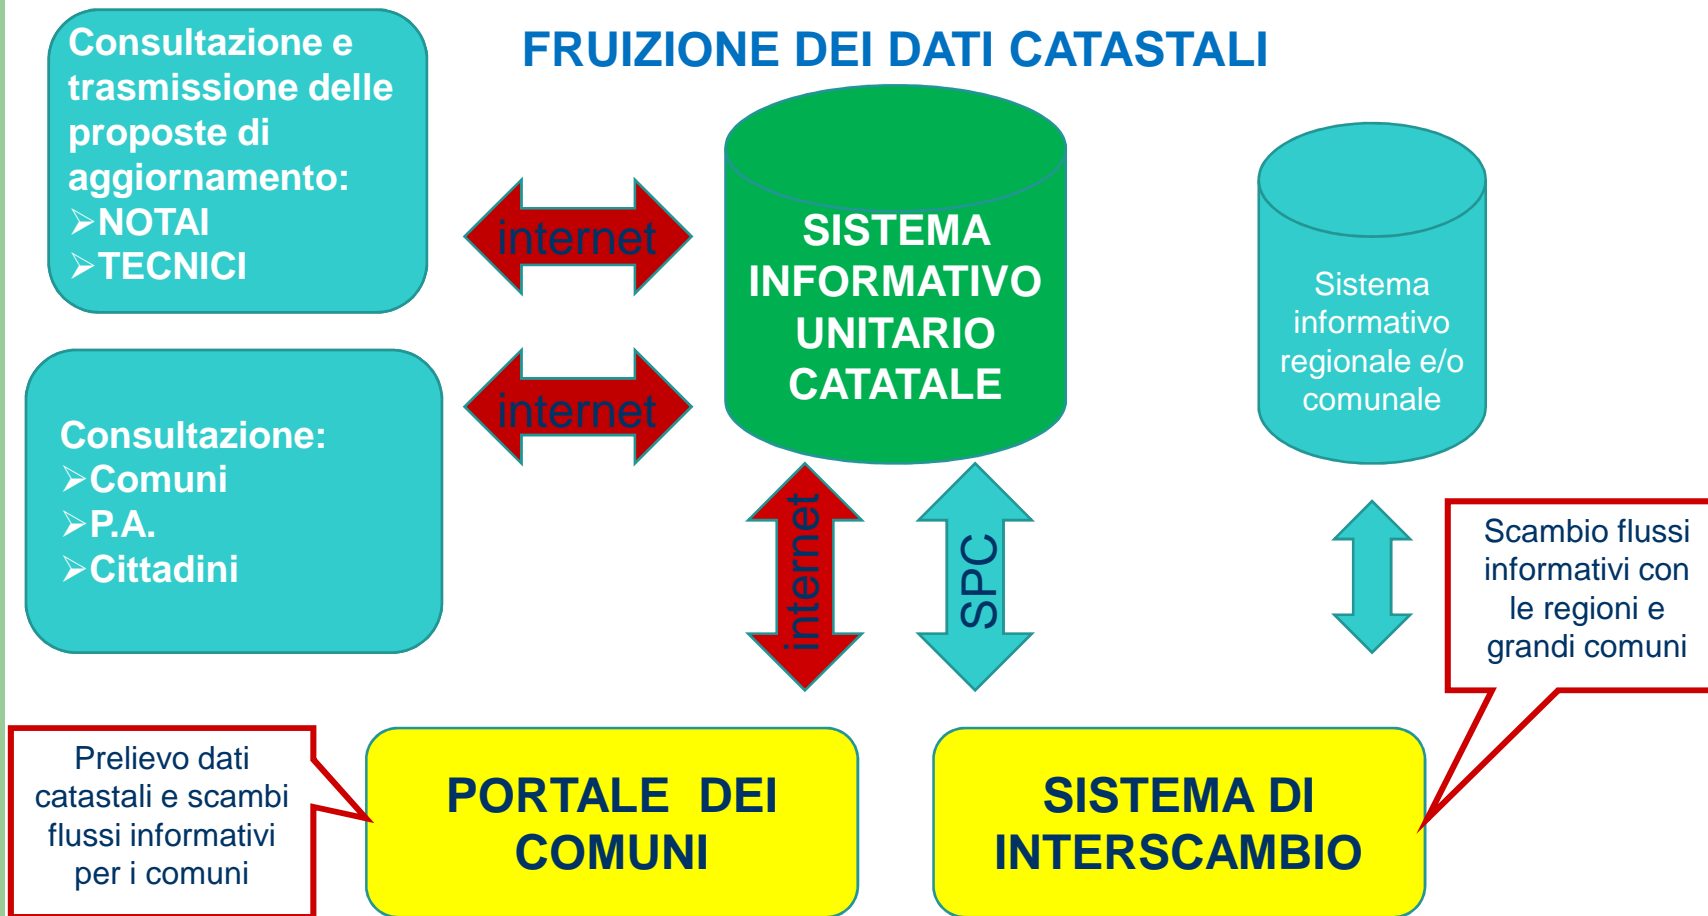 FRUIZIONE DEI DATI CATASTALI
Consultazione e
trasmissione delle
proposte di
aggiornamento:
➢NOTAI
➢TECNICI
internet
SISTEMA
INFORMATIVO
UNITARIO
CATATALE
Sistema
informativo
regionale e/o
comunale
Consultazione:
➢Comuni
➢P.A.
➢Cittadini
internet
internet
SPC
Scambio flussi
informativi con
le regioni e
grandi comuni
Prelievo dati
catastali e scambi
flussi informativi
per i comuni
PORTALE DEI
COMUNI
SISTEMA DI
INTERSCAMBIO